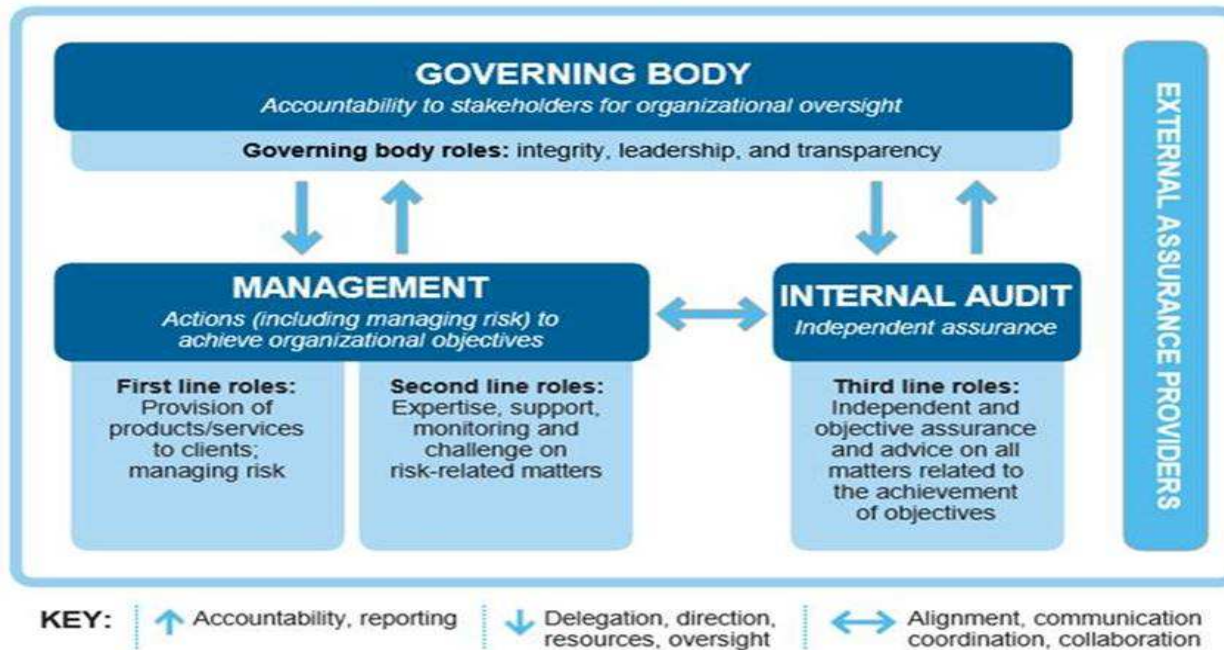 GOVERNING BODY
Accountability to stakeholders for organizational oversight
Governing body roles: integrity, leadership, and transparency
MANAGEMENT
Actions (including managing risk) to
achieve organizational objectives
First line roles:
Provision of
products/services
to clients;
managing risk
Second line roles:
Expertise, support,
monitoring and
challenge on
risk-related matters
INTERNAL AUDIT
Independent assurance
Third line roles:
Independent and
objective assurance
and advice on all
matters related to
the achievement
of objectives
EXTERNAL ASSURANCE PROVIDERS
KEY:
Accountability, reporting
Delegation, direction,
resources, oversight
Alignment, communication
coordination, collaboration